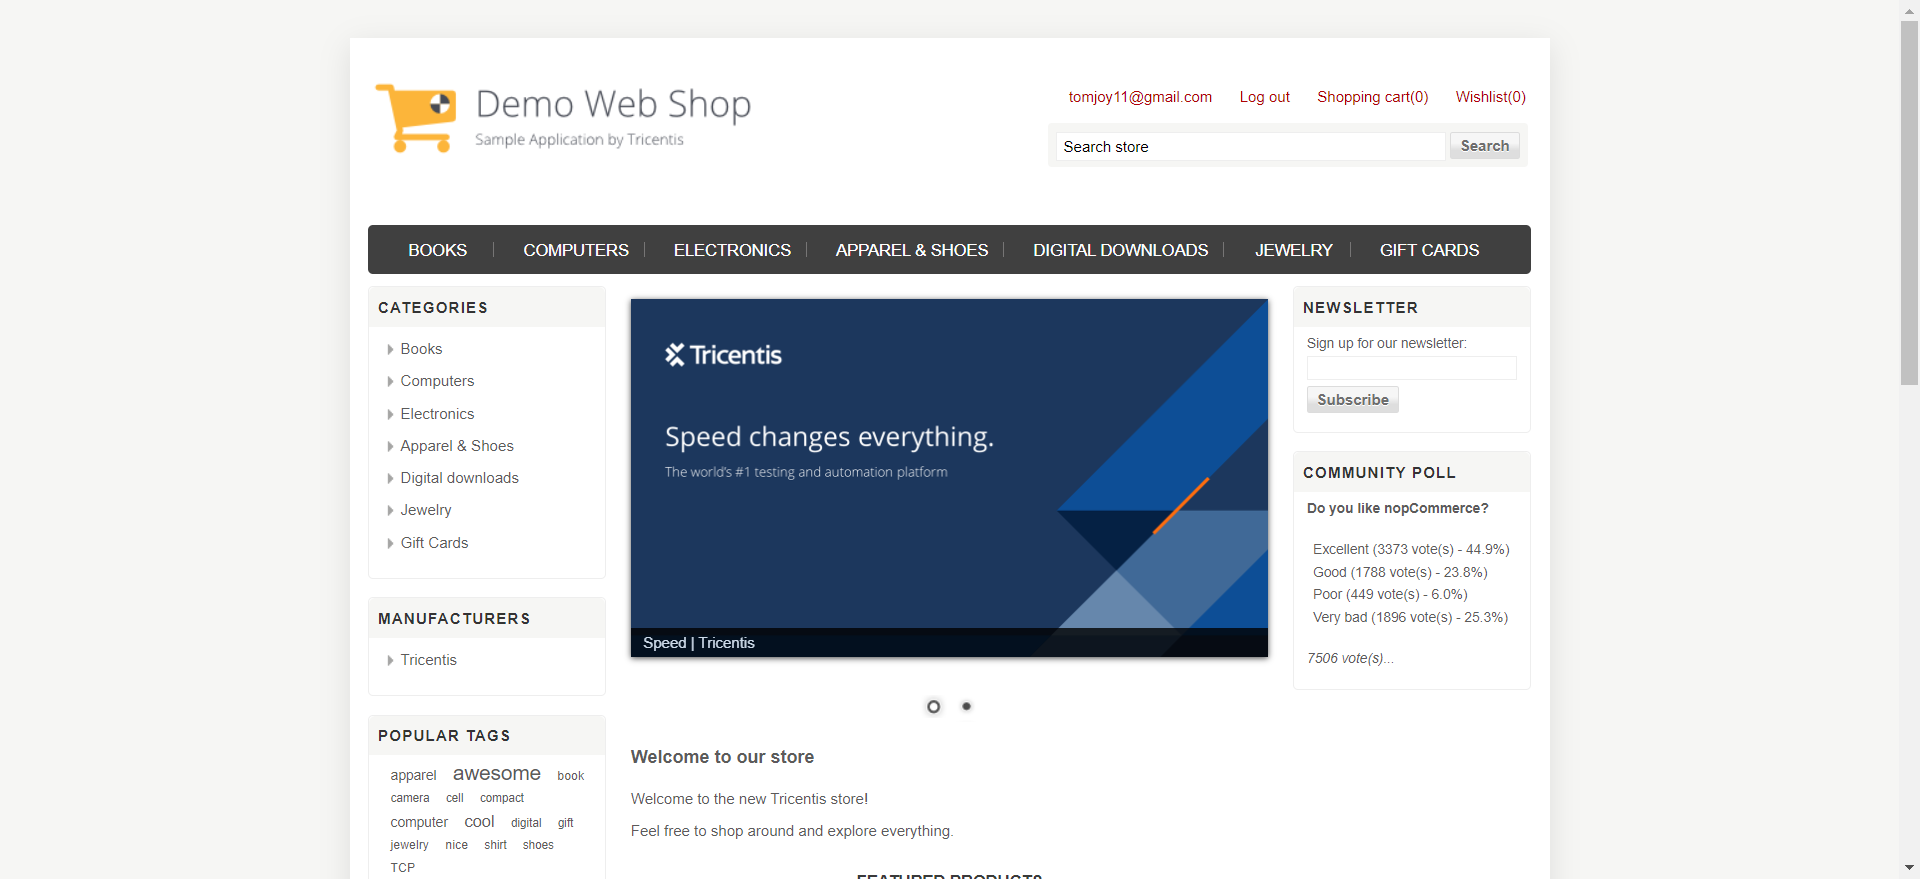 Demo Web Shop
Sample Application by Tricentis
tomjoy11@gmail.com Log out Shopping cart(0) Wishlist(0)
Search store Search
BOOKS COMPUTERS ELECTRONICS APPAREL & SHOES DIGITAL DOWNLOADS JEWELRY GIFT CARDS
CATEGORIES
Books
Computers
Electronics
Apparel & Shoes
Digital downloads
Jewelry
Gift Cards
MANUFACTURERS
Tricentis
POPULAR TAGS
apparel awesome book
camera cell compact
computer cool digital gift
jewelry nice shirt shoes
TCP
Tricentis
Speed changes everything.
The world's #1 testing and automation platform
Speed | Tricentis
Welcome to our store
Welcome to the new Tricentis store!
Feel free to shop around and explore everything.
FEATURED PRODUCTS
NEWSLETTER
Sign up for our newsletter:
Subscribe
COMMUNITY POLL
Do you like nopCommerce?
Excellent (3373 vote(s) - 44.9%)
Good (1788 vote(s) - 23.8%)
Poor (449 vote(s) - 6.0%)
Very bad (1896 vote(s) - 25.3%)
7506 vote(s)...